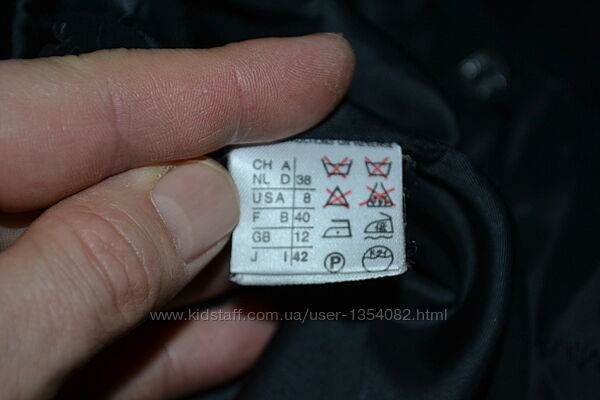 CH A
NL D 38
USA 8
F B 40
GB 12
J I 42
P
www.kidstaff.com.ua/user-1354082.html